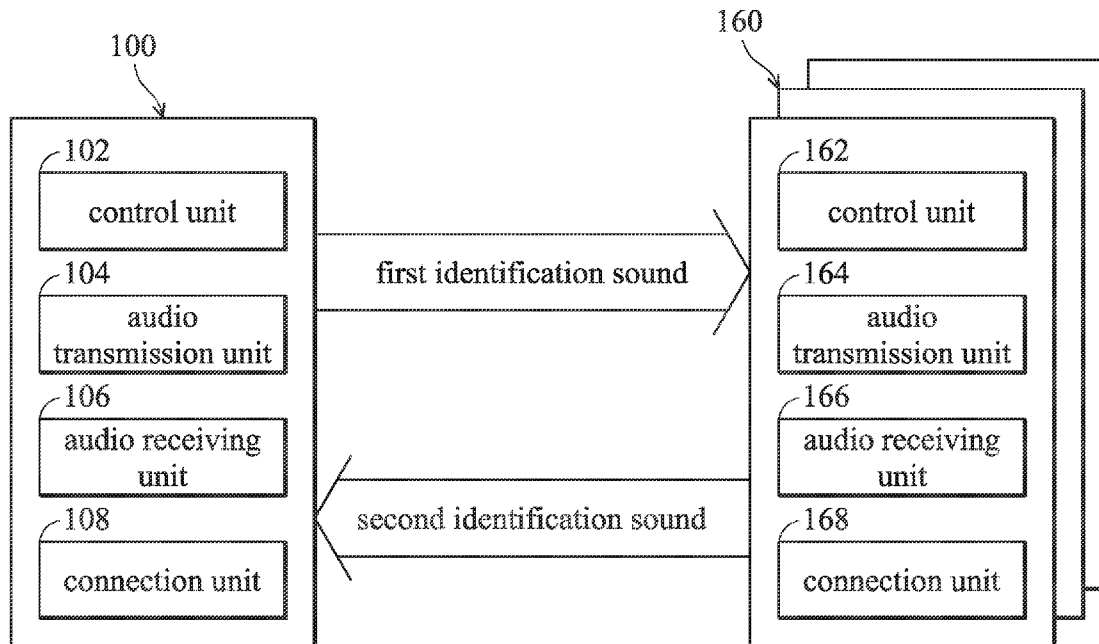 100
102
control unit
104
audio
transmission unit
106
audio receiving
unit
108
connection unit
first identification sound
second identification sound
160
162
control unit
164
audio
transmission unit
166
audio receiving
unit
168
connection unit